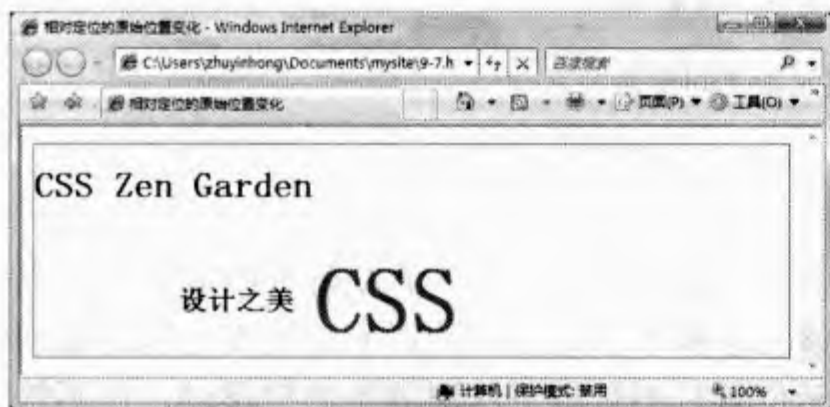 相对定位的原始位置变化 - Windows Internet Explorer
C:\Users\zhuyinhong\Documents\mysite\9-7.h 百度搜索
相对定位的原始位置变化 页面(P) 工具(O)
CSS Zen Garden
设计之美 CSS
计算机 | 保护模式: 禁用 100%